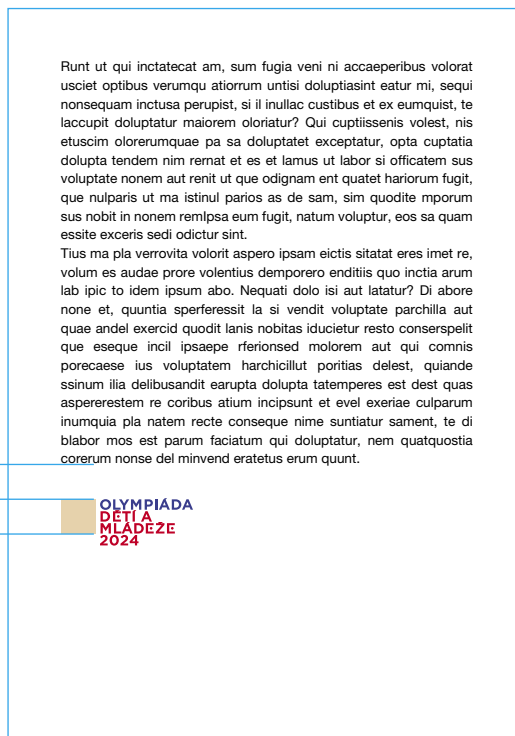 Runt ut qui inctatecat am, sum fugia veni ni accaeperibus volorat
usciet optibus verumqu atiorrum untisi doluptiasint eatur mi, sequi
nonsequam inctusa perupist, si il inullac custibus et ex eumquist, te
laccupit doluptatur maiorem oloriatur? Qui cuptiissenis volest, nis
etuscim olorerumquae pa sa doluptatet exceptatur, opta cuptatia
dolupta tendem nim rernat et es et lamus ut labor si officatem sus
voluptate nonem aut renit ut que odignam ent quatet hariorum fugit,
que nulparis ut ma istinul parios as de sam, sim quodite mporum
sus nobit in nonem remIpsa eum fugit, natum voluptur, eos sa quam
essite exceris sedi odictur sint.
Tius ma pla verrovita volorit aspero ipsam eictis sitatat eres imet re,
volum es audae prore volentius demporero enditiis quo inctia arum
lab ipic to idem ipsum abo. Nequati dolo isi aut latatur? Di abore
none et, quuntia sperferessit la si vendit voluptate parchilla aut
quae andel exercid quodit lanis nobitas iducietur resto conserspelit
que eseque incil ipsaepe rferionsed molorem aut qui comnis
porecaese ius voluptatem harchicillut poritias delest, quiande
ssinum ilia delibusandit earupta dolupta tatemperes est dest quas
aspererestem re coribus atium incipsunt et evel exeriae culparum
inumquia pla natem recte conseque nime suntiatur sament, te di
blabor mos est parum faciatum qui doluptatur, nem quatquostia
corerum nonse del minvend eratetus erum quunt.
OLYMPIÁDA
DĚTÍ A
MLÁDEŽE
2024